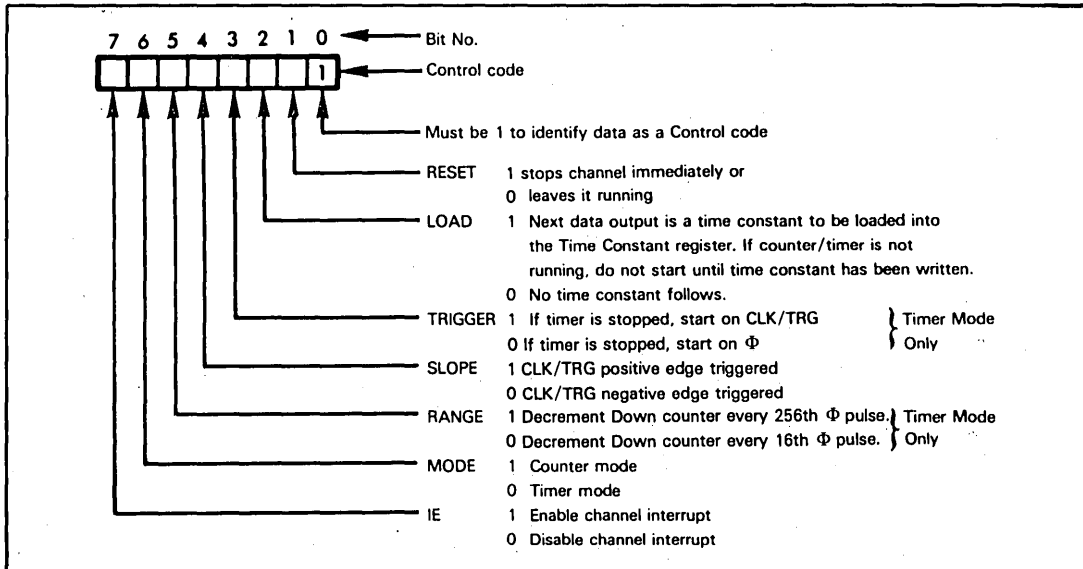 7 6 5 4 3 2 1 0 Bit No.
1 Control code
Must be 1 to identify data as a Control code
RESET 1 stops channel immediately or
0 leaves it running
LOAD 1 Next data output is a time constant to be loaded into
the Time Constant register. If counter/timer is not
running, do not start until time constant has been written.
0 No time constant follows.
TRIGGER 1 If timer is stopped, start on CLK/TRG } Timer Mode
0 If timer is stopped, start on Φ Only
SLOPE 1 CLK/TRG positive edge triggered
0 CLK/TRG negative edge triggered
RANGE 1 Decrement Down counter every 256th Φ pulse. } Timer Mode
0 Decrement Down counter every 16th Φ pulse. Only
MODE 1 Counter mode
0 Timer mode
IE 1 Enable channel interrupt
0 Disable channel interrupt